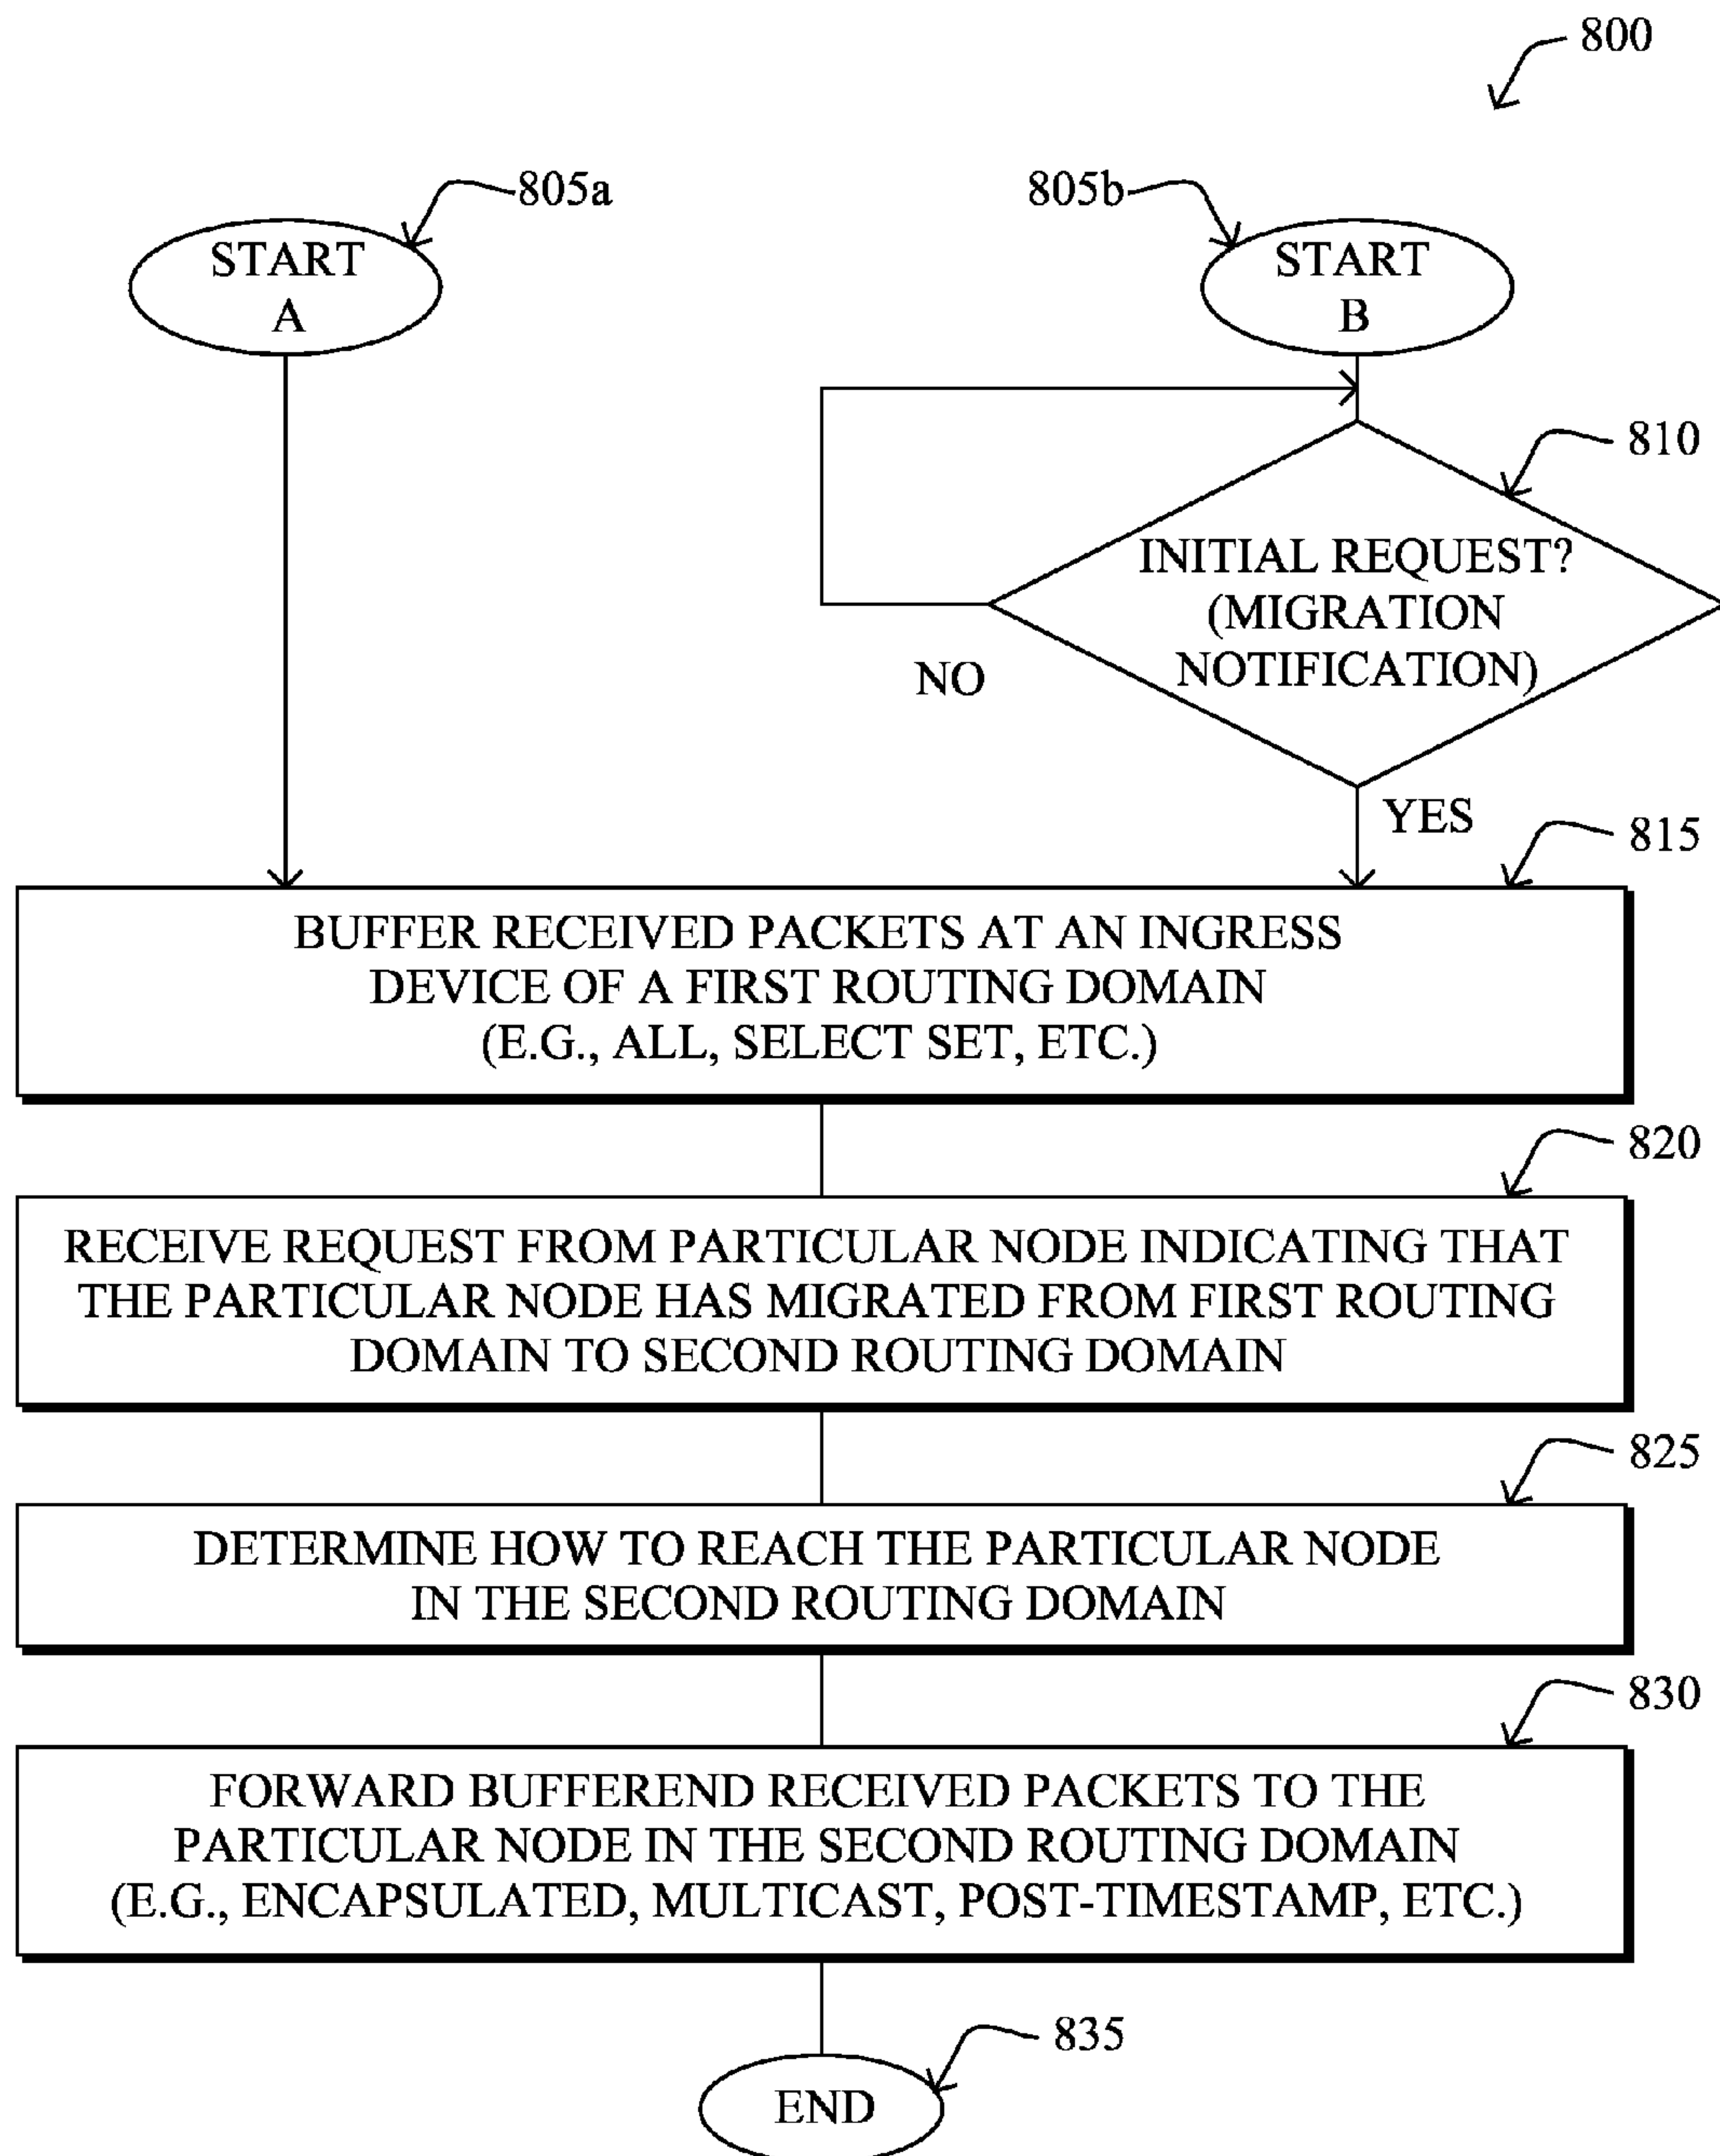 800
805a
805b
START
A
START
B
810
INITIAL REQUEST?
(MIGRATION
NOTIFICATION)
NO
YES
815
BUFFER RECEIVED PACKETS AT AN INGRESS
DEVICE OF A FIRST ROUTING DOMAIN
(E.G., ALL, SELECT SET, ETC.)
820
RECEIVE REQUEST FROM PARTICULAR NODE INDICATING THAT
THE PARTICULAR NODE HAS MIGRATED FROM FIRST ROUTING
DOMAIN TO SECOND ROUTING DOMAIN
825
DETERMINE HOW TO REACH THE PARTICULAR NODE
IN THE SECOND ROUTING DOMAIN
830
FORWARD BUFFEREND RECEIVED PACKETS TO THE
PARTICULAR NODE IN THE SECOND ROUTING DOMAIN
(E.G., ENCAPSULATED, MULTICAST, POST-TIMESTAMP, ETC.)
835
END